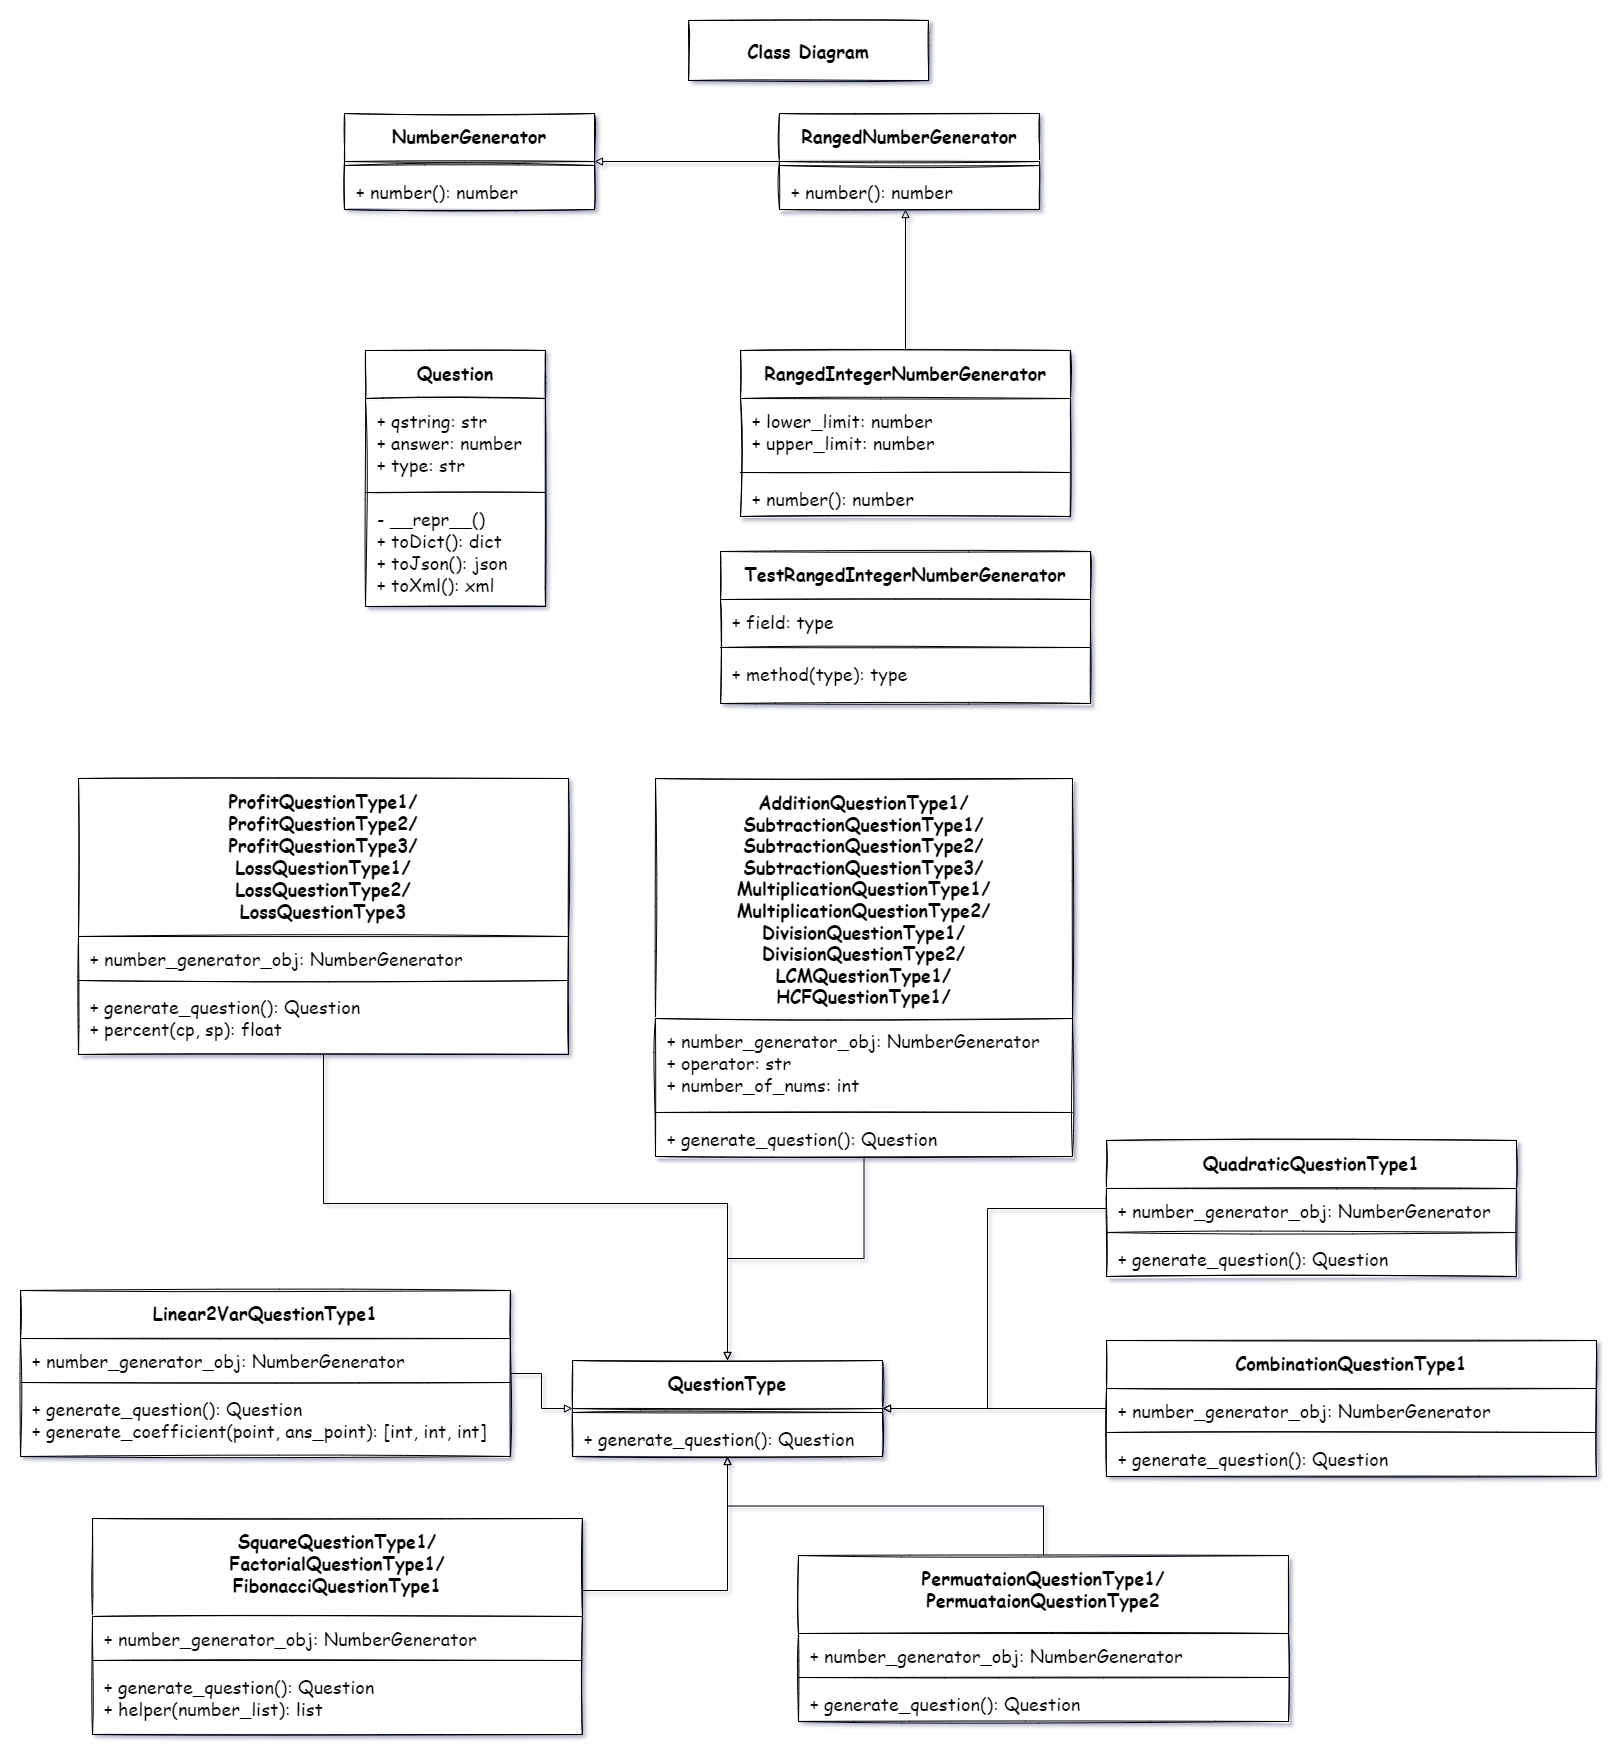 Class Diagram
NumberGenerator
+ number(): number
RangedNumberGenerator
+ number(): number
Question
+ qstring: str
+ answer: number
+ type: str
- __repr__()
+ toDict(): dict
+ toJson(): json
+ toXml(): xml
RangedIntegerNumberGenerator
+ lower_limit: number
+ upper_limit: number
+ number(): number
TestRangedIntegerNumberGenerator
+ field: type
+ method(type): type
ProfitQuestionType1/
ProfitQuestionType2/
ProfitQuestionType3/
LossQuestionType1/
LossQuestionType2/
LossQuestionType3
+ number_generator_obj: NumberGenerator
+ generate_question(): Question
+ percent(cp, sp): float
AdditionQuestionType1/
SubtractionQuestionType1/
SubtractionQuestionType2/
SubtractionQuestionType3/
MultiplicationQuestionType1/
MultiplicationQuestionType2/
DivisionQuestionType1/
DivisionQuestionType2/
LCMQuestionType1/
HCFQuestionType1/
+ number_generator_obj: NumberGenerator
+ operator: str
+ number_of_nums: int
+ generate_question(): Question
QuadraticQuestionType1
+ number_generator_obj: NumberGenerator
+ generate_question(): Question
Linear2VarQuestionType1
+ number_generator_obj: NumberGenerator
+ generate_question(): Question
+ generate_coefficient(point, ans_point): [int, int, int]
QuestionType
+ generate_question(): Question
CombinationQuestionType1
+ number_generator_obj: NumberGenerator
+ generate_question(): Question
SquareQuestionType1/
FactorialQuestionType1/
FibonacciQuestionType1
+ number_generator_obj: NumberGenerator
+ generate_question(): Question
+ helper(number_list): list
PermuataionQuestionType1/
PermuataionQuestionType2
+ number_generator_obj: NumberGenerator
+ generate_question(): Question